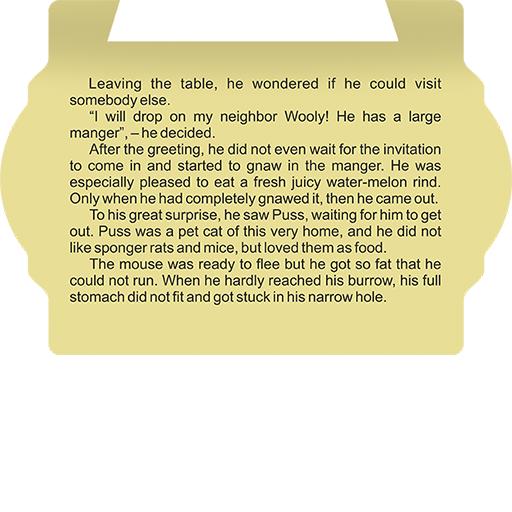 Leaving the table, he wondered if he could visit
somebody else.
“I will drop on my neighbor Wooly! He has a large
manger”, – he decided.
After the greeting, he did not even wait for the invitation
to come in and started to gnaw in the manger. He was
especially pleased to eat a fresh juicy water-melon rind.
Only when he had completely gnawed it, then he came out.
To his great surprise, he saw Puss, waiting for him to get
out. Puss was a pet cat of this very home, and he did not
like sponger rats and mice, but loved them as food.
The mouse was ready to flee but he got so fat that he
could not run. When he hardly reached his burrow, his full
stomach did not fit and got stuck in his narrow hole.